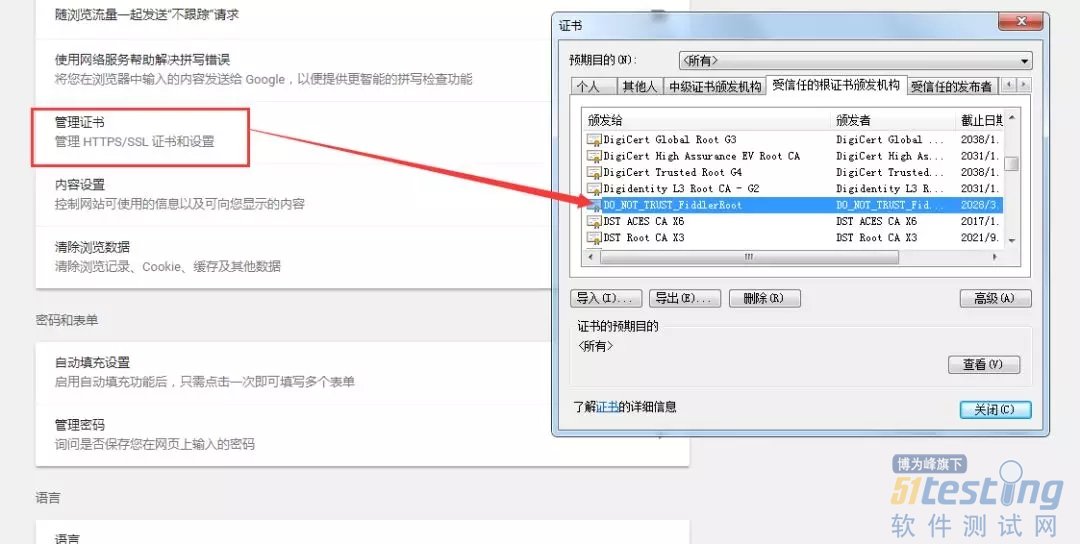 随浏览流量一起发送“不跟踪”请求
使用网络服务帮助解决拼写错误
将您在浏览器中输入的内容发送给 Google，以便提供更智能的拼写检查功能
管理证书
管理 HTTPS/SSL 证书和设置
内容设置
控制网站可使用的信息以及可向您显示的内容
清除浏览数据
清除浏览记录、Cookie、缓存及其他数据
密码和表单
自动填充设置
启用自动填充功能后，只需点击一次即可填写多个表单
管理密码
询问是否保存您在网页上输入的密码
语言
语言
证书
预期目的(N): <所有>
个人 其他人 中级证书颁发机构 受信任的根证书颁发机构 受信任的发布者
颁发给 颁发者 截止日期
DigiCert Global Root G3 DigiCert Global ... 2038/1.
DigiCert High Assurance EV Root CA DigiCert High As... 2031/1.
DigiCert Trusted Root G4 DigiCert Trusted... 2038/1.
Digidentity L3 Root CA - G2 Digidentity L3 R... 2031/1.
DO_NOT_TRUST_FiddlerRoot DO_NOT_TRUST_Fid... 2028/3.
DST ACES CA X6 DST ACES CA X6 2017/1.
DST Root CA X3 DST Root CA X3 2021/9.
导入(I)... 导出(E)... 删除(R) 高级(A)
证书的预期目的
<所有>
查看(V)
了解证书的详细信息
关闭(C)
博为峰旗下
51testing
软件测试网